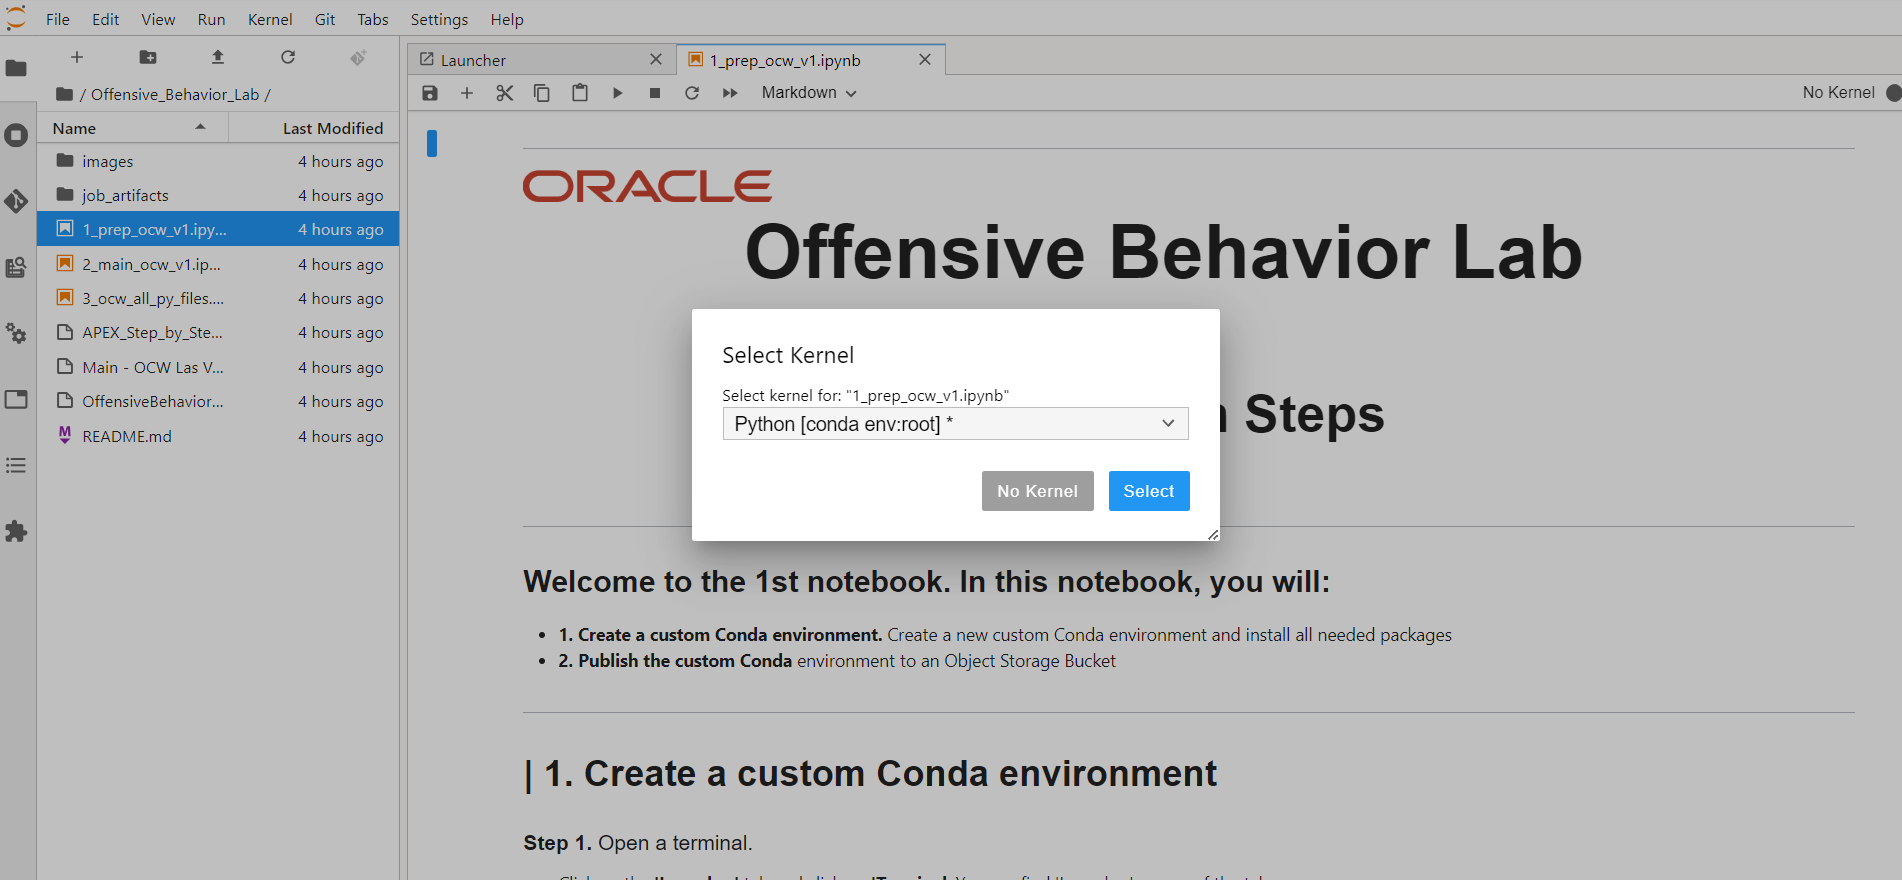 File Edit View Run Kernel Git Tabs Settings Help
/ Offensive_Behavior_Lab /
Name Last Modified
images 4 hours ago
job_artifacts 4 hours ago
1_prep_ocw_v1.ipy... 4 hours ago
2_main_ocw_v1.ip... 4 hours ago
3_ocw_all_py_files.... 4 hours ago
APEX_Step_by_Ste... 4 hours ago
Main - OCW Las V... 4 hours ago
OffensiveBehavior... 4 hours ago
README.md 4 hours ago
Launcher 1_prep_ocw_v1.ipynb
Markdown No Kernel
ORACLE
Offensive Behavior Lab
Steps
Select Kernel
Select kernel for: "1_prep_ocw_v1.ipynb"
Python [conda env:root] *
No Kernel Select
Welcome to the 1st notebook. In this notebook, you will:
• 1. Create a custom Conda environment. Create a new custom Conda environment and install all needed packages
• 2. Publish the custom Conda environment to an Object Storage Bucket
| 1. Create a custom Conda environment
Step 1. Open a terminal.